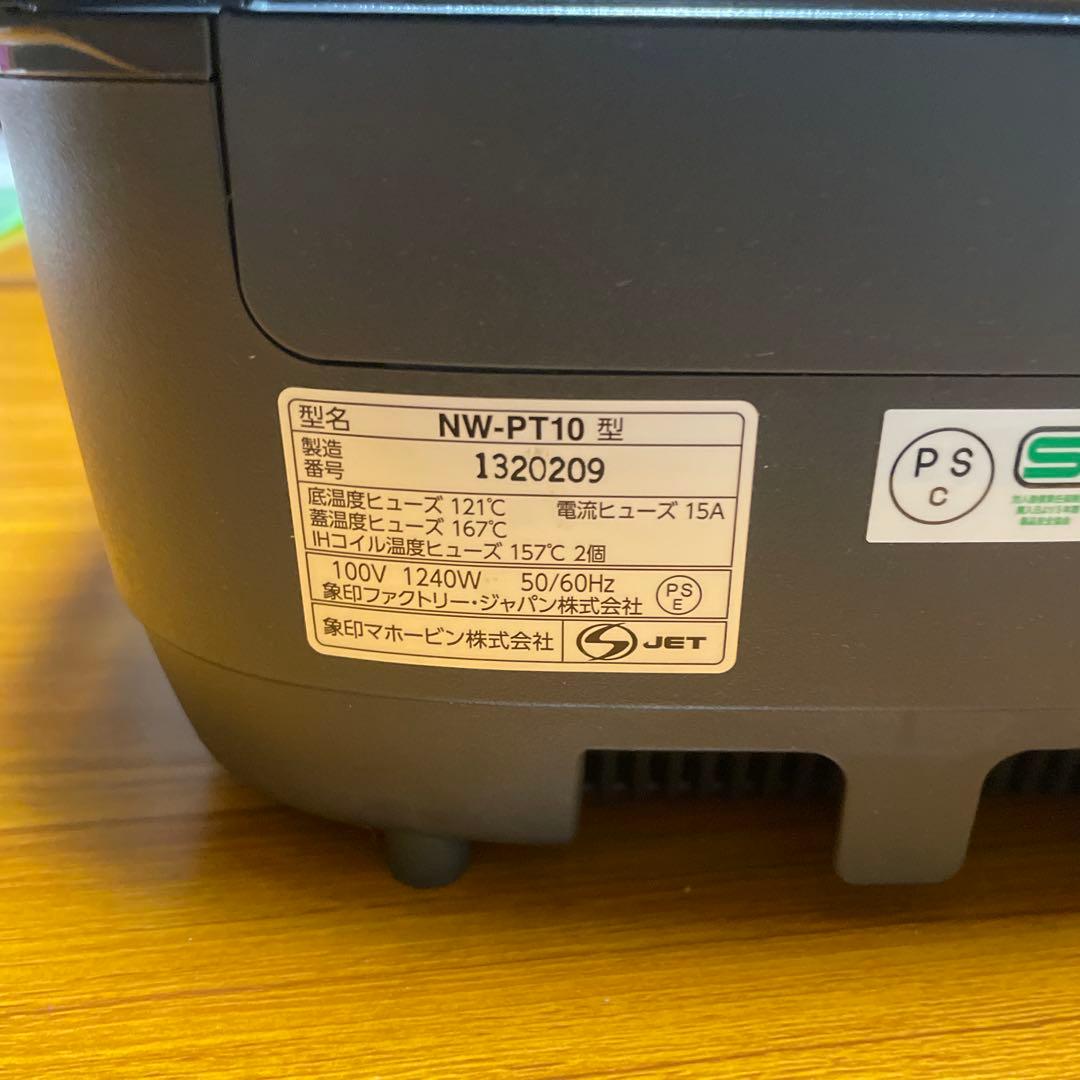 型名 NW-PT10 型
製造
番号 1320209
底温度ヒューズ 121℃ 電流ヒューズ 15A
蓋温度ヒューズ 167℃
IHコイル温度ヒューズ 157℃ 2個
100V 1240W 50/60Hz
象印ファクトリー・ジャパン株式会社
PS
E
象印マホービン株式会社 JET
PS
C
S